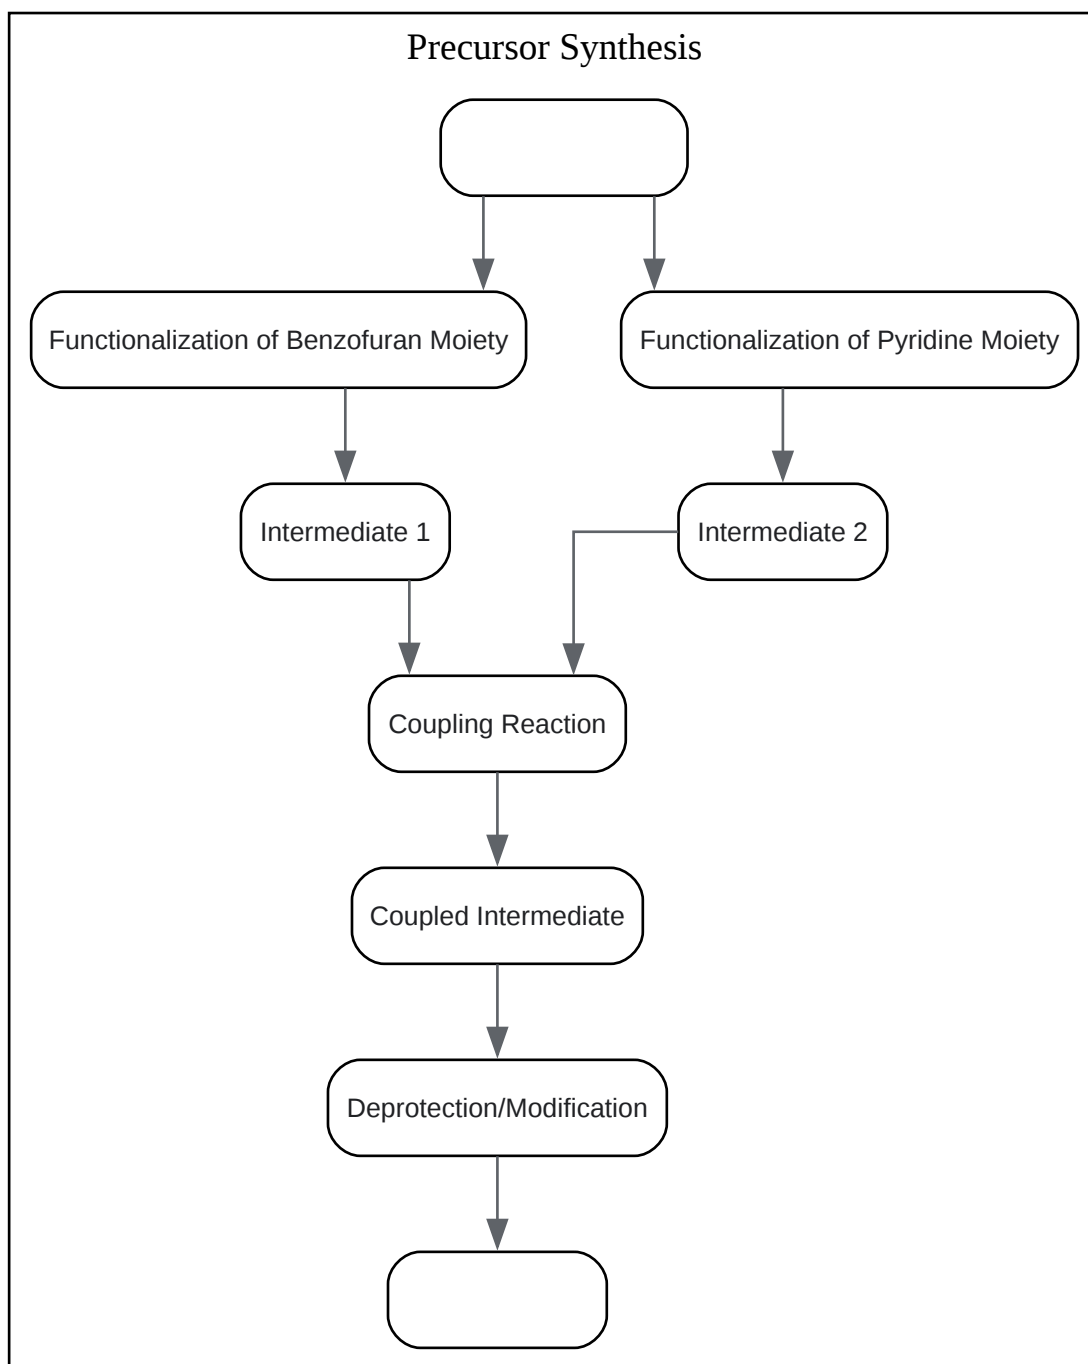 Precursor Synthesis
Functionalization of Benzofuran Moiety
Functionalization of Pyridine Moiety
Intermediate 1
Intermediate 2
Coupling Reaction
Coupled Intermediate
Deprotection/Modification